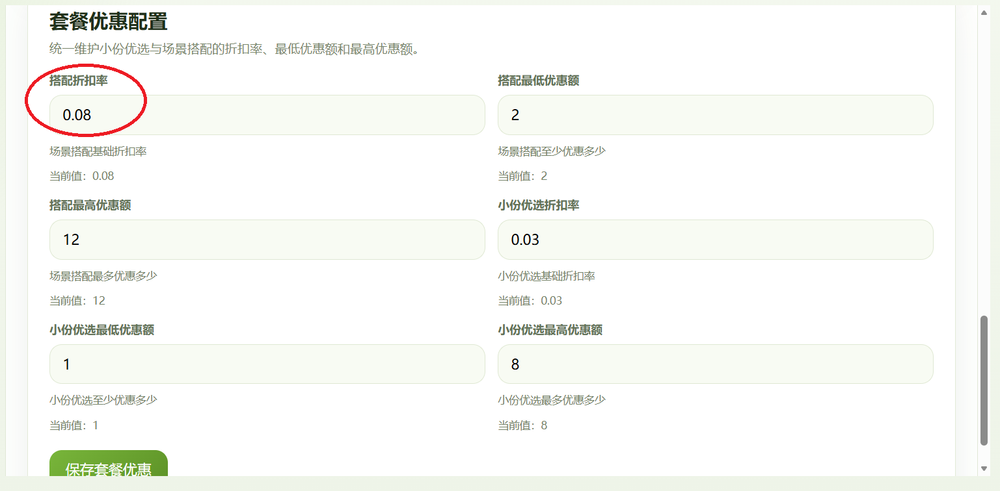 套餐优惠配置
统一维护小份优选与场景搭配的折扣率、最低优惠额和最高优惠额。
搭配折扣率
搭配最低优惠额
0.08
2
场景搭配基础折扣率
场景搭配至少优惠多少
当前值：0.08
当前值：2
搭配最高优惠额
小份优选折扣率
12
0.03
场景搭配最多优惠多少
小份优选基础折扣率
当前值：12
当前值：0.03
小份优选最低优惠额
小份优选最高优惠额
1
8
小份优选至少优惠多少
小份优选最多优惠多少
当前值：1
当前值：8
保存套餐优惠